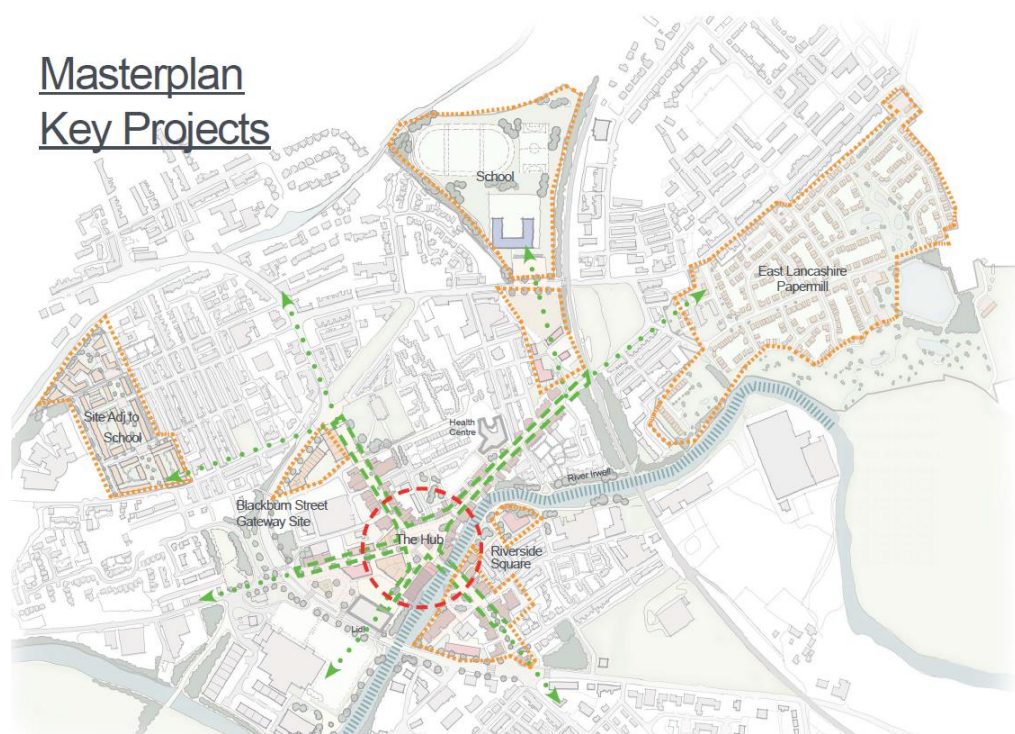 Masterplan
Key Projects
School
East Lancashire
Papermill
Site Adj to
School
Health
Centre
River Irwell
Blackburn Street
Gateway Site
The Hub
Riverside
Square
Lidl